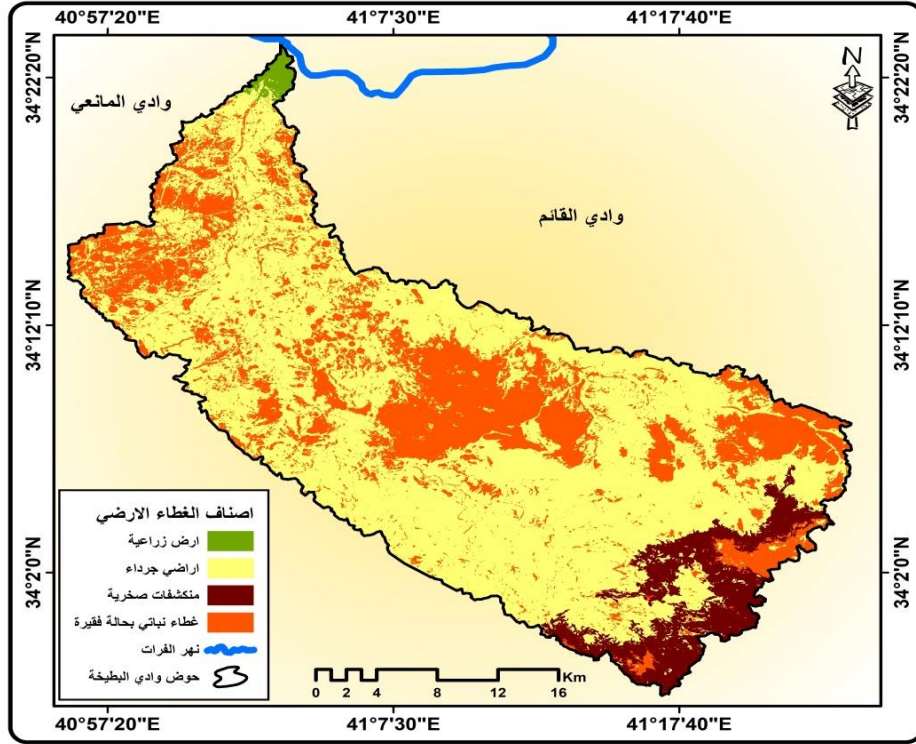 40°57'20"E 41°7'30"E 41°17'40"E
34°22'20"N 34°22'20"N
N
وادي المانعي
وادي القائم
34°12'10"N 34°12'10"N
34°2'0"N 34°2'0"N
اصناف الغطاء الارضي
ارض زراعية
اراضي جرداء
منكشفات صخرية
غطاء نباتي بحالة فقيرة
نهر الفرات
حوض وادي البطيخة
Km
0 2 4 8 12 16
40°57'20"E 41°7'30"E 41°17'40"E